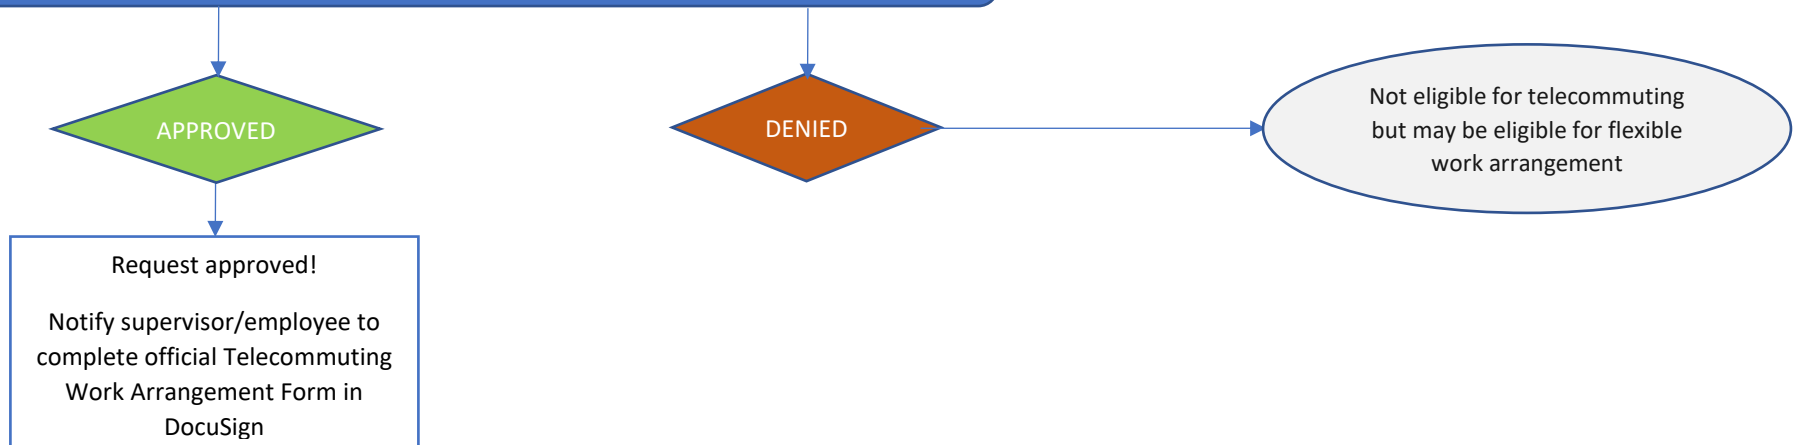 APPROVED
DENIED
Not eligible for telecommuting
but may be eligible for flexible
work arrangement
Request approved!
Notify supervisor/employee to
complete official Telecommuting
Work Arrangement Form in
DocuSign